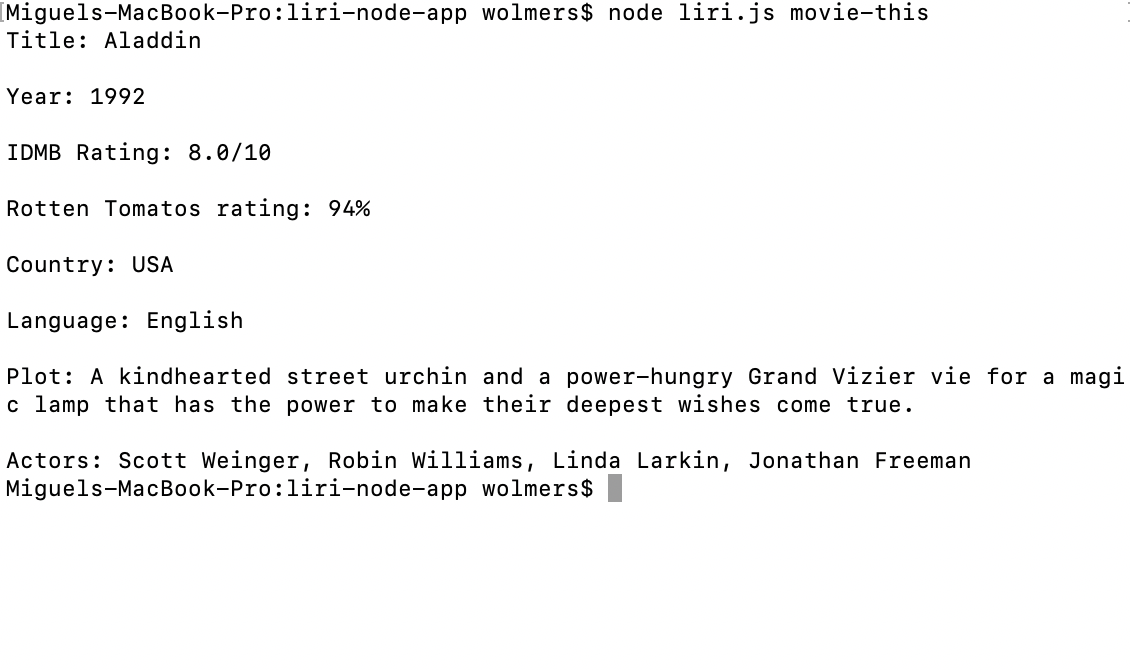 Miguels-MacBook-Pro:liri-node-app wolmers$ node liri.js movie-this
Title: Aladdin
Year: 1992
IDMB Rating: 8.0/10
Rotten Tomatos rating: 94%
Country: USA
Language: English
Plot: A kindhearted street urchin and a power-hungry Grand Vizier vie for a magi
c lamp that has the power to make their deepest wishes come true.
Actors: Scott Weinger, Robin Williams, Linda Larkin, Jonathan Freeman
Miguels-MacBook-Pro:liri-node-app wolmers$